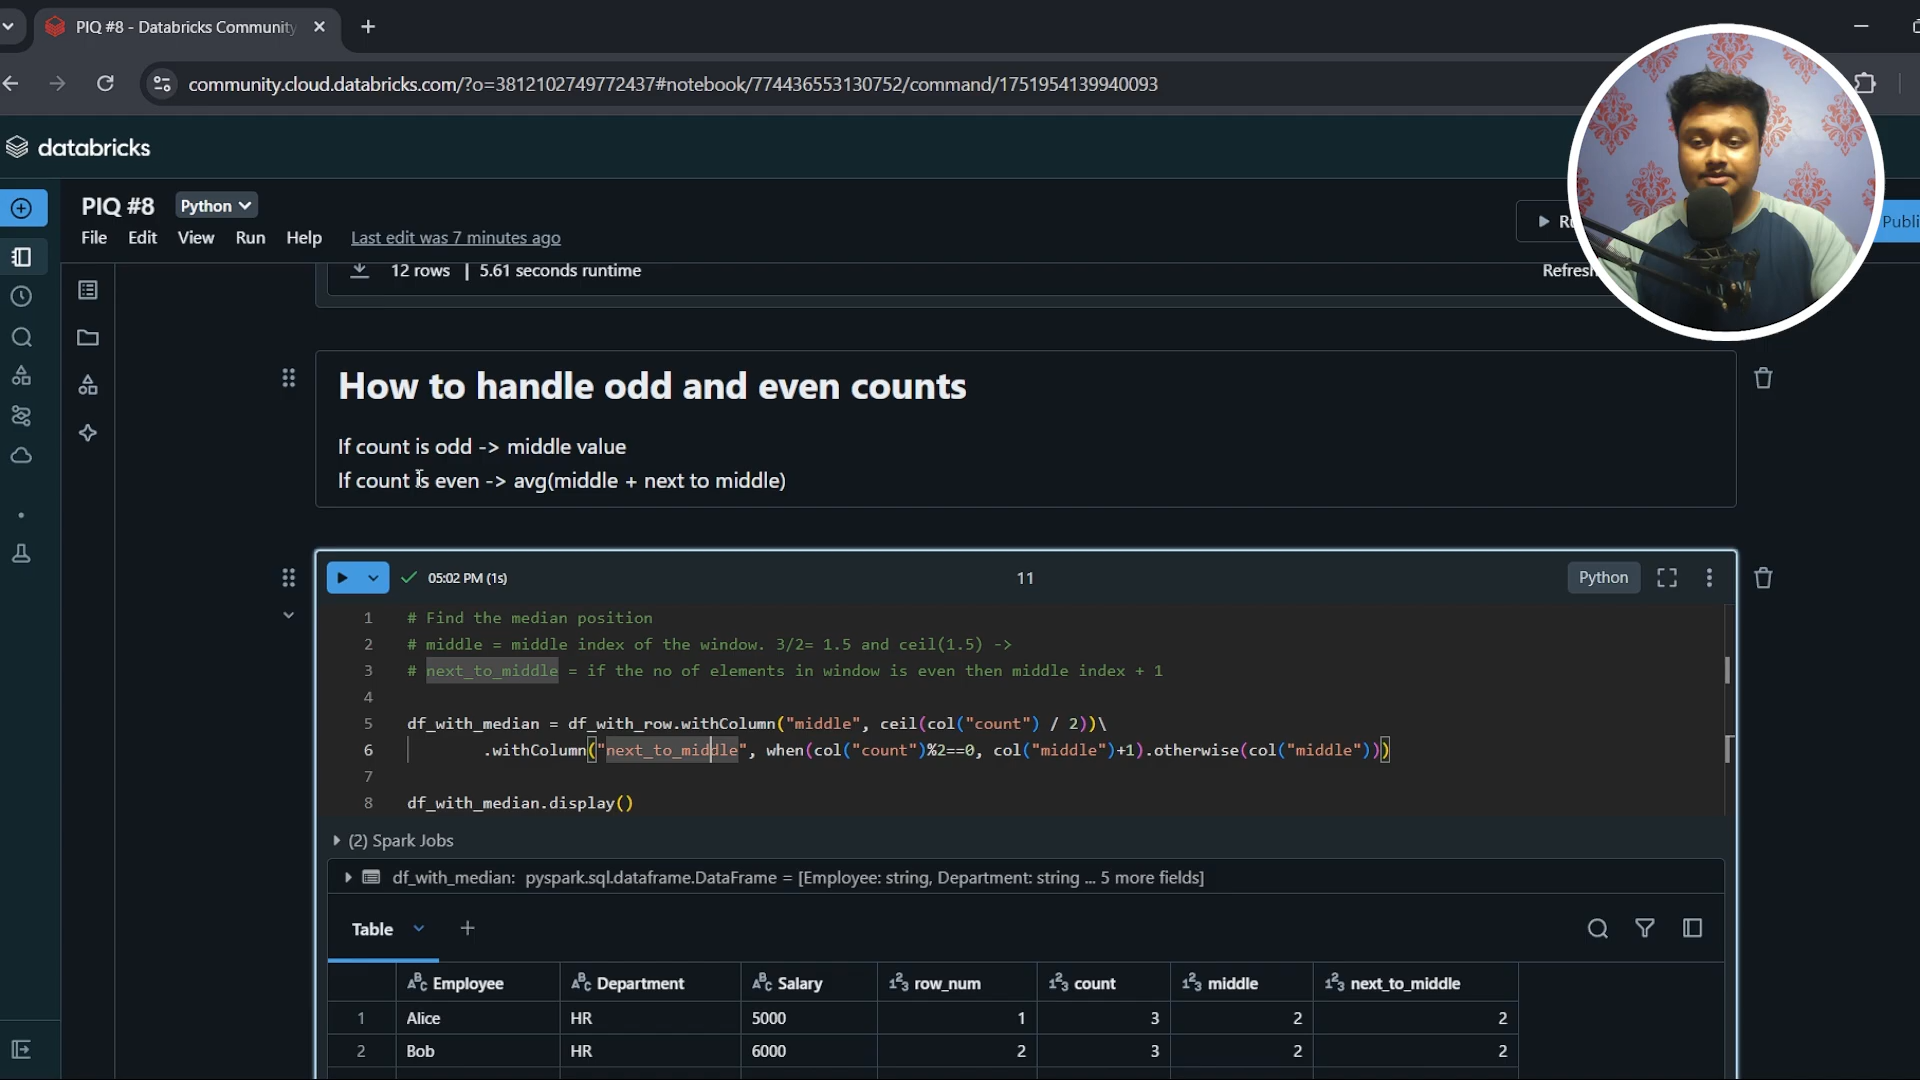 PIQ #8 - Databricks Community
community.cloud.databricks.com/?o=3812102749772437#notebook/774436553130752/command/1751954139940093
databricks
PIQ #8 Python
File Edit View Run Help Last edit was 7 minutes ago
Publi
12 rows | 5.61 seconds runtime
Refresh
How to handle odd and even counts
If count is odd -> middle value
If count is even -> avg(middle + next to middle)
05:02 PM (1s)
11
Python
1 # Find the median position
2 # middle = middle index of the window. 3/2= 1.5 and ceil(1.5) ->
3 # next_to_middle = if the no of elements in window is even then middle index + 1
4
5 df_with_median = df_with_row.withColumn("middle", ceil(col("count") / 2))\
6 .withColumn("next_to_middle", when(col("count")%2==0, col("middle")+1).otherwise(col("middle")))
7
8 df_with_median.display()
(2) Spark Jobs
df_with_median: pyspark.sql.dataframe.DataFrame = [Employee: string, Department: string ... 5 more fields]
Table
Employee Department Salary row_num count middle next_to_middle
1 Alice HR 5000 1 3 2 2
2 Bob HR 6000 2 3 2 2